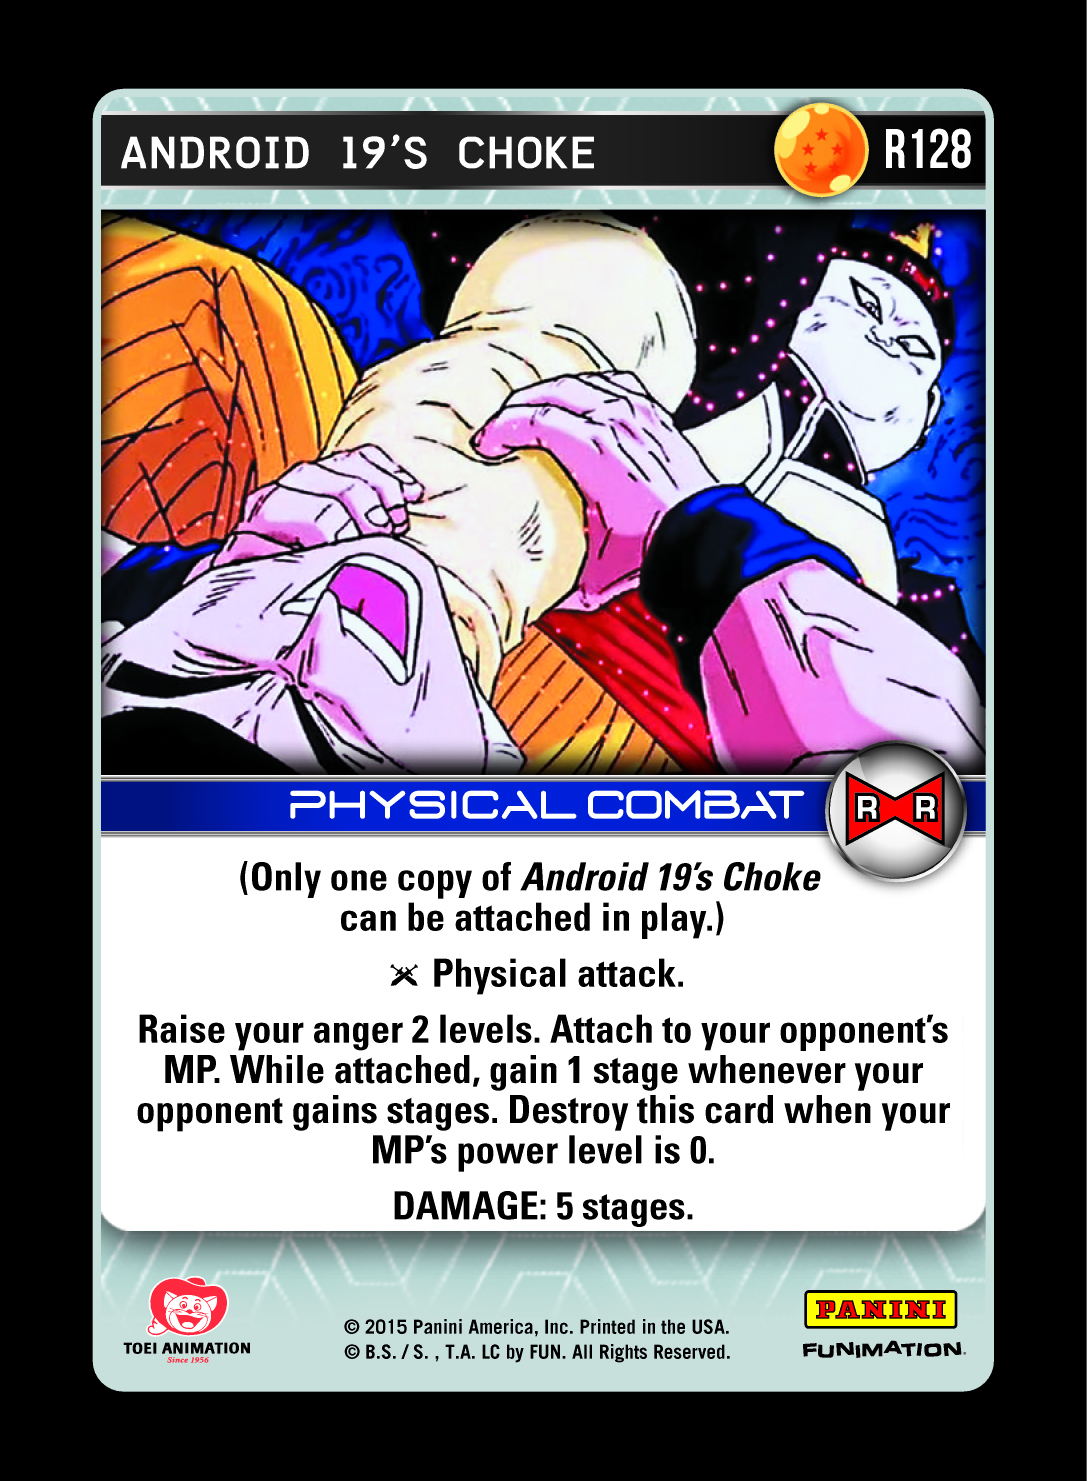 ANDROID 19'S CHOKE
R128
PHYSICAL COMBAT
R R
(Only one copy of Android 19's Choke
can be attached in play.)
Physical attack.
Raise your anger 2 levels. Attach to your opponent's
MP. While attached, gain 1 stage whenever your
opponent gains stages. Destroy this card when your
MP's power level is 0.
DAMAGE: 5 stages.
TOEI ANIMATION
Since 1956
© 2015 Panini America, Inc. Printed in the USA.
© B.S. / S. , T.A. LC by FUN. All Rights Reserved.
PANINI
FUNIMATION